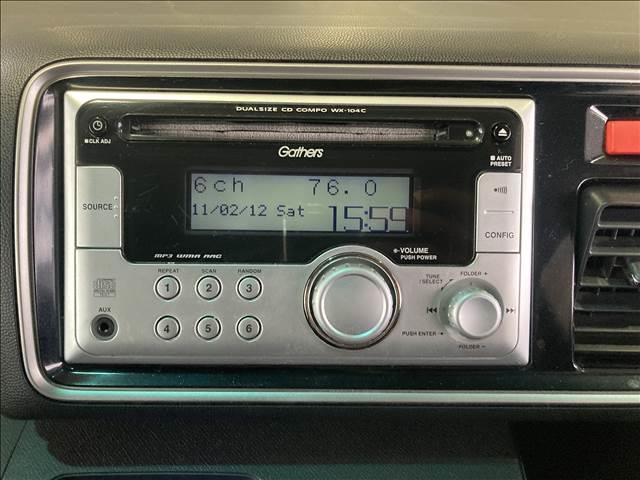 DUALSIZE CD COMPO WX-104C
CLK ADJ
Gathers
AUTO
PRESET
6ch 76.0
11/02/12 Sat 15:59
SOURCE
CONFIG
MP3 WMA AAC
VOLUME
PUSH POWER
REPEAT SCAN RANDOM
1 2 3
TUNE
/SELECT
FOLDER +
AUX
4 5 6
PUSH ENTER
FOLDER −